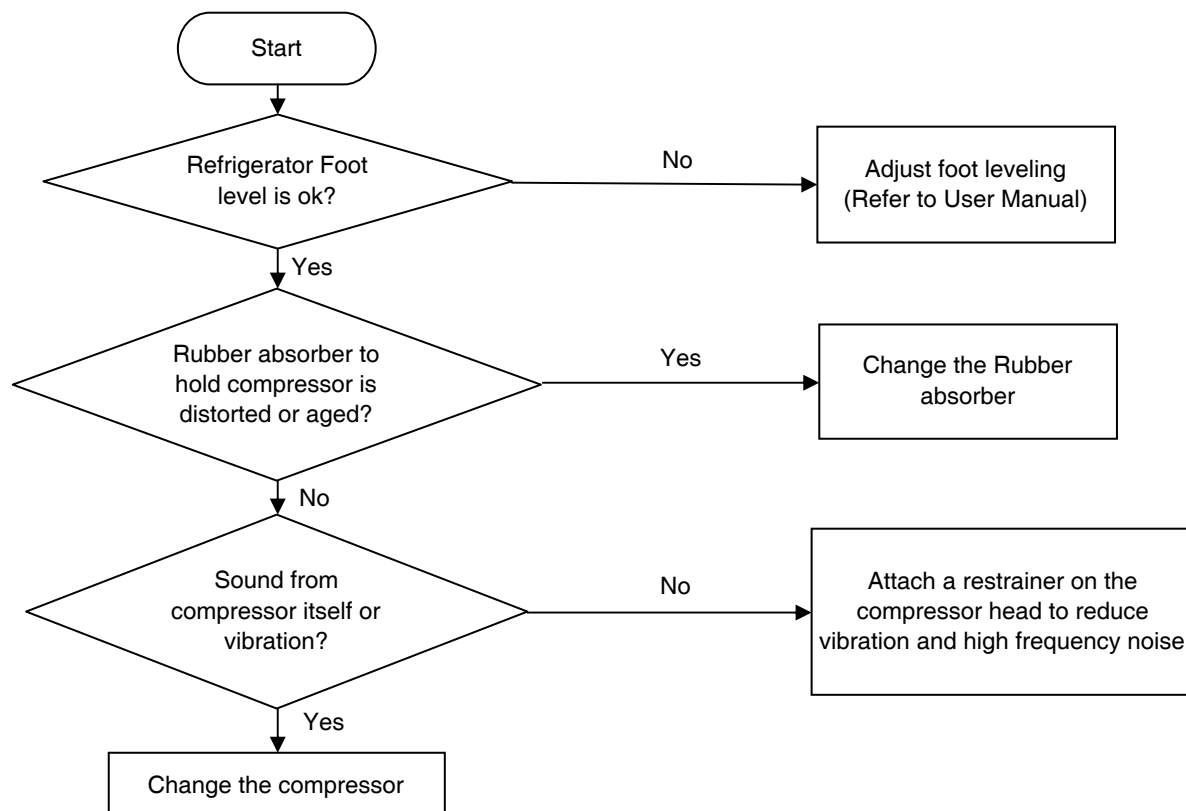 Start
Refrigerator Foot
level is ok?
No
Adjust foot leveling
(Refer to User Manual)
Yes
Rubber absorber to
hold compressor is
distorted or aged?
Yes
Change the Rubber
absorber
No
Sound from
compressor itself or
vibration?
No
Attach a restrainer on the
compressor head to reduce
vibration and high frequency noise
Yes
Change the compressor